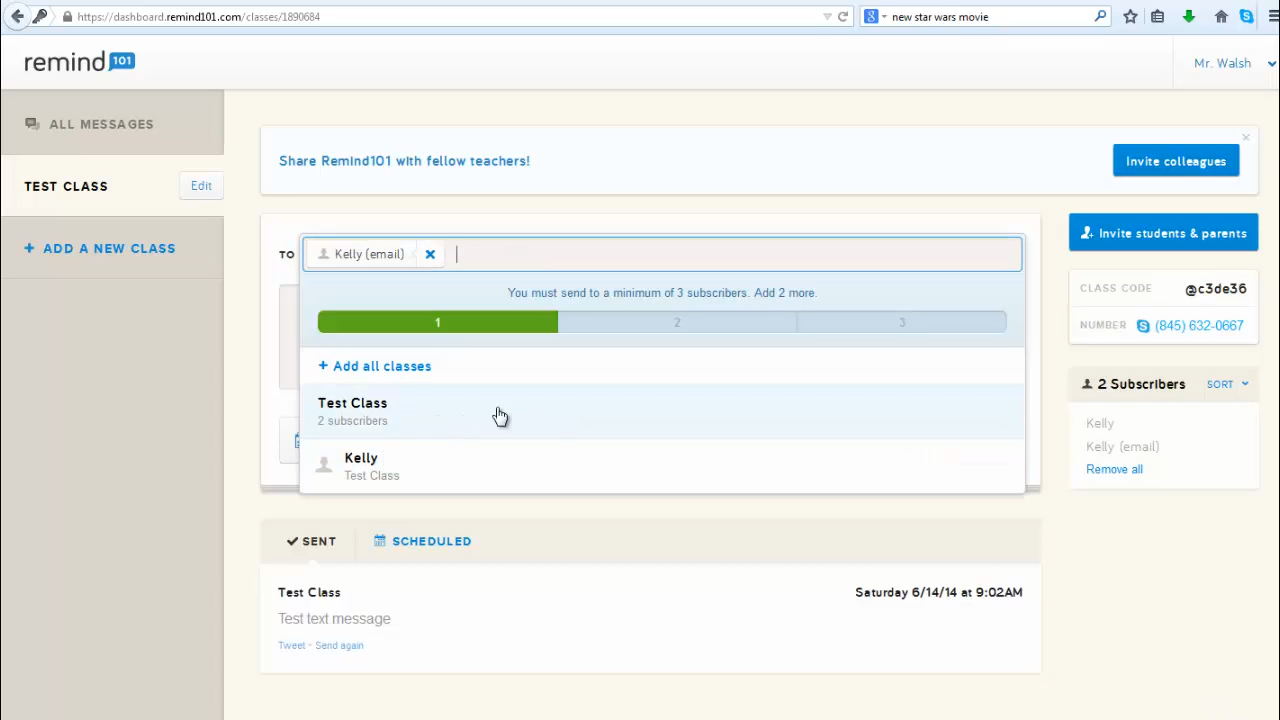 https://dashboard.remind101.com/classes/1890684
new star wars movie
remind 101
Mr. Walsh
ALL MESSAGES
TEST CLASS
Edit
+ ADD A NEW CLASS
Share Remind101 with fellow teachers!
Invite colleagues
TO
Kelly (email)
You must send to a minimum of 3 subscribers. Add 2 more.
1 2 3
+ Add all classes
Test Class
2 subscribers
Kelly
Test Class
Invite students & parents
CLASS CODE @c3de36
NUMBER (845) 632-0667
2 Subscribers SORT
Kelly
Kelly (email)
Remove all
SENT
SCHEDULED
Test Class
Saturday 6/14/14 at 9:02AM
Test text message
Tweet - Send again